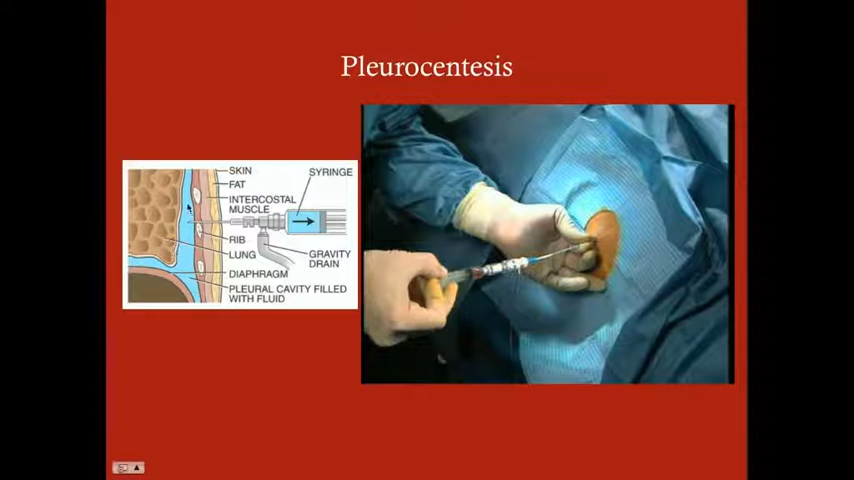 Pleurocentesis
SKIN
SYRINGE
FAT
INTERCOSTAL
MUSCLE
RIB
LUNG
GRAVITY
DRAIN
DIAPHRAGM
PLEURAL CAVITY FILLED
WITH FLUID